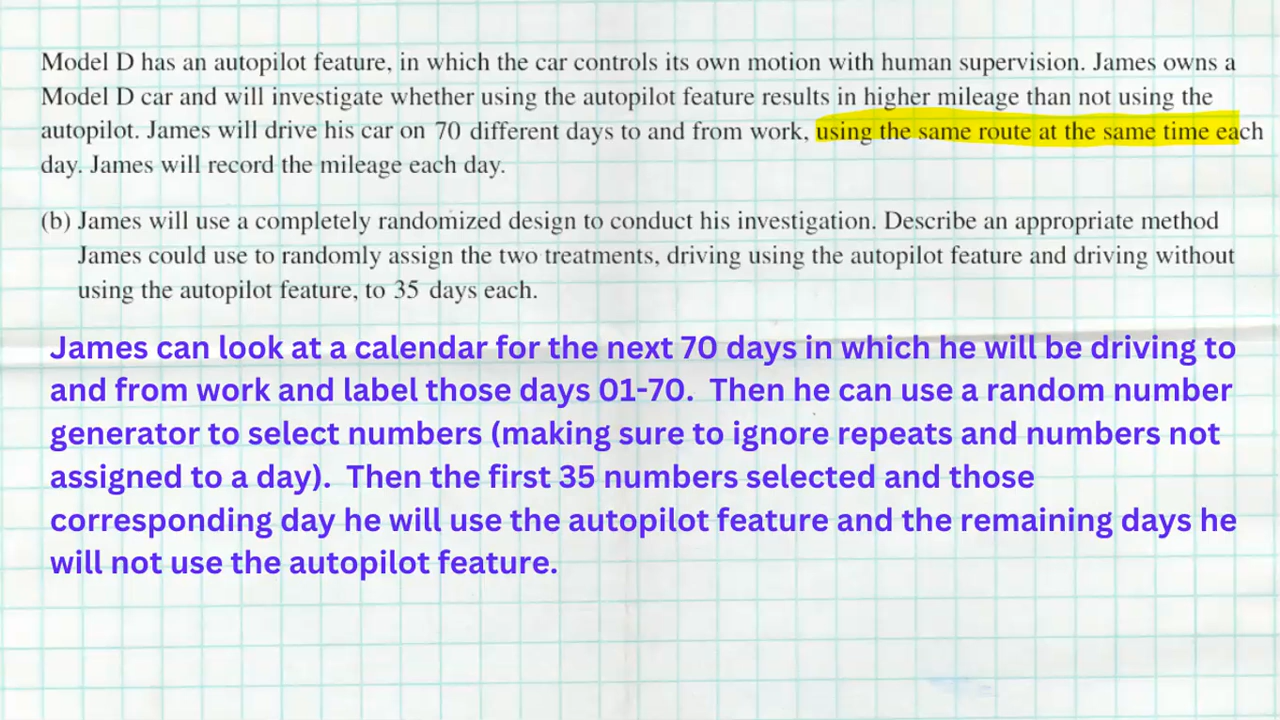 Model D has an autopilot feature, in which the car controls its own motion with human supervision. James owns a
Model D car and will investigate whether using the autopilot feature results in higher mileage than not using the
autopilot. James will drive his car on 70 different days to and from work, using the same route at the same time each
day. James will record the mileage each day.
(b) James will use a completely randomized design to conduct his investigation. Describe an appropriate method
James could use to randomly assign the two treatments, driving using the autopilot feature and driving without
using the autopilot feature, to 35 days each.
James can look at a calendar for the next 70 days in which he will be driving to
and from work and label those days 01-70. Then he can use a random number
generator to select numbers (making sure to ignore repeats and numbers not
assigned to a day). Then the first 35 numbers selected and those
corresponding day he will use the autopilot feature and the remaining days he
will not use the autopilot feature.